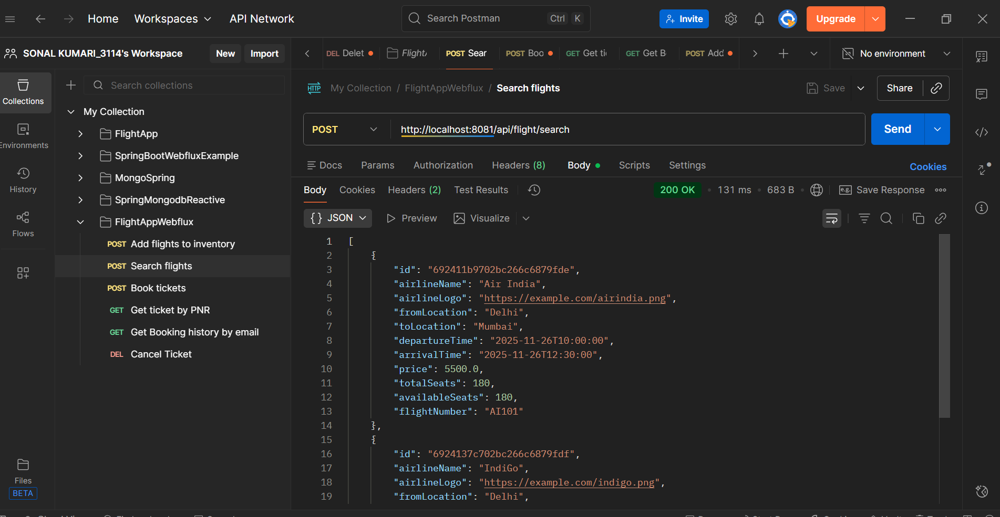 Home Workspaces API Network Search Postman Ctrl K Invite Upgrade
SONAL KUMARI_3114's Workspace New Import
DEL Delet Flight POST Sear POST Boo GET Get ti GET Get B POST Add No environment
Collections
Environments
History
Flows
Files
BETA
Search collections
My Collection
FlightApp
SpringBootWebfluxExample
MongoSpring
SpringMongodbReactive
FlightAppWebflux
POST Add flights to inventory
POST Search flights
POST Book tickets
GET Get ticket by PNR
GET Get Booking history by email
DEL Cancel Ticket
HTTP My Collection / FlightAppWebflux / Search flights Save Share
POST http://localhost:8081/api/flight/search Send
Docs Params Authorization Headers (8) Body Scripts Settings Cookies
Body Cookies Headers (2) Test Results 200 OK • 131 ms • 683 B • e.g. Save Response
{} JSON Preview Visualize
1 [
2 {
3 "id": "692411b9702bc266c6879fde",
4 "airlineName": "Air India",
5 "airlineLogo": "https://example.com/airindia.png",
6 "fromLocation": "Delhi",
7 "toLocation": "Mumbai",
8 "departureTime": "2025-11-26T10:00:00",
9 "arrivalTime": "2025-11-26T12:30:00",
10 "price": 5500.0,
11 "totalSeats": 180,
12 "availableSeats": 180,
13 "flightNumber": "AI101"
14 },
15 {
16 "id": "6924137c702bc266c6879fdf",
17 "airlineName": "IndiGo",
18 "airlineLogo": "https://example.com/indigo.png",
19 "fromLocation": "Delhi",